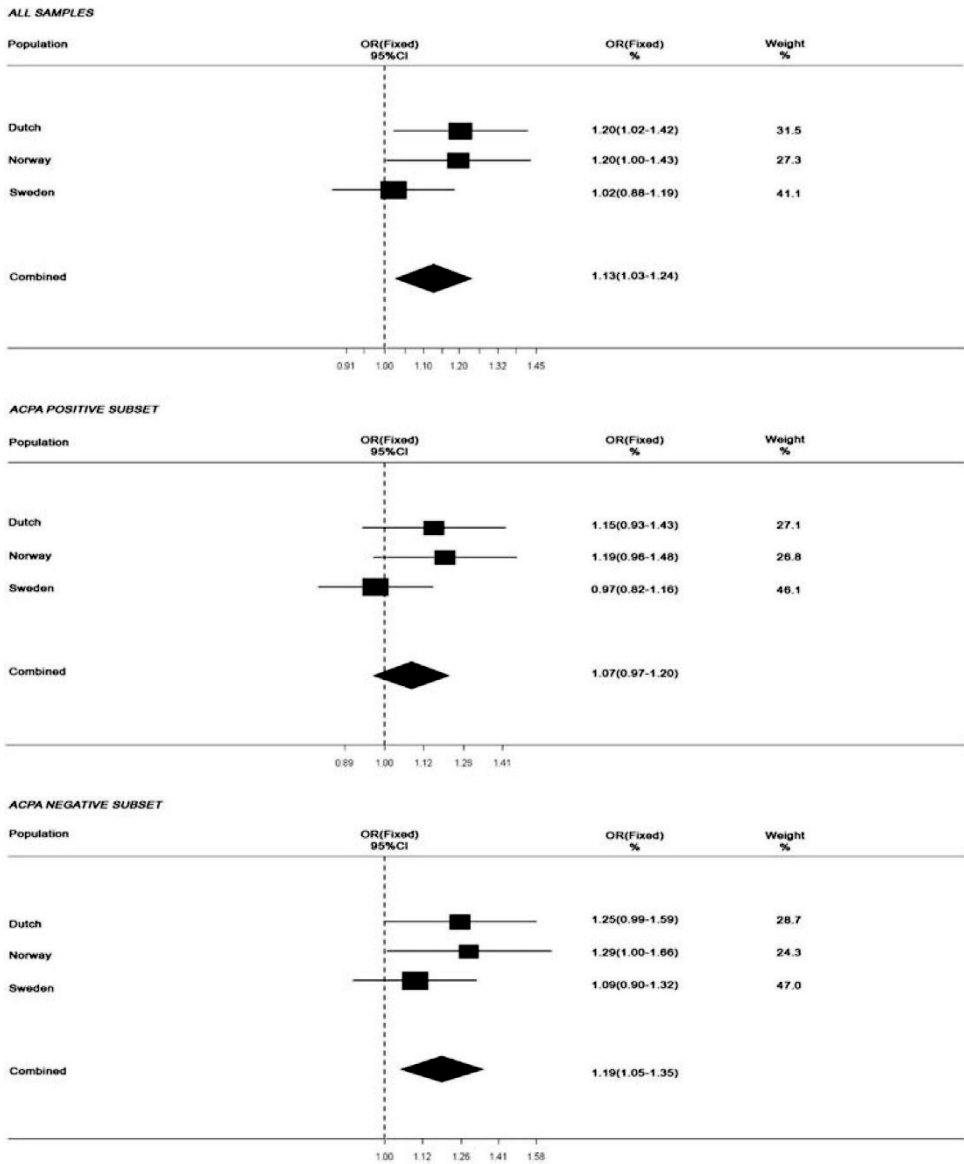 ALL SAMPLES
Population OR(Fixed) OR(Fixed) Weight
95%CI % %
Dutch 1.20(1.02-1.42) 31.5
Norway 1.20(1.00-1.43) 27.3
Sweden 1.02(0.88-1.19) 41.1
Combined 1.13(1.03-1.24)
0.91 1.00 1.10 1.20 1.32 1.45
ACPA POSITIVE SUBSET
Population OR(Fixed) OR(Fixed) Weight
95%CI % %
Dutch 1.15(0.93-1.43) 27.1
Norway 1.19(0.96-1.48) 26.8
Sweden 0.97(0.82-1.16) 46.1
Combined 1.07(0.97-1.20)
0.89 1.00 1.12 1.26 1.41
ACPA NEGATIVE SUBSET
Population OR(Fixed) OR(Fixed) Weight
95%CI % %
Dutch 1.25(0.99-1.59) 28.7
Norway 1.29(1.00-1.66) 24.3
Sweden 1.09(0.90-1.32) 47.0
Combined 1.19(1.05-1.35)
1.00 1.12 1.26 1.41 1.58